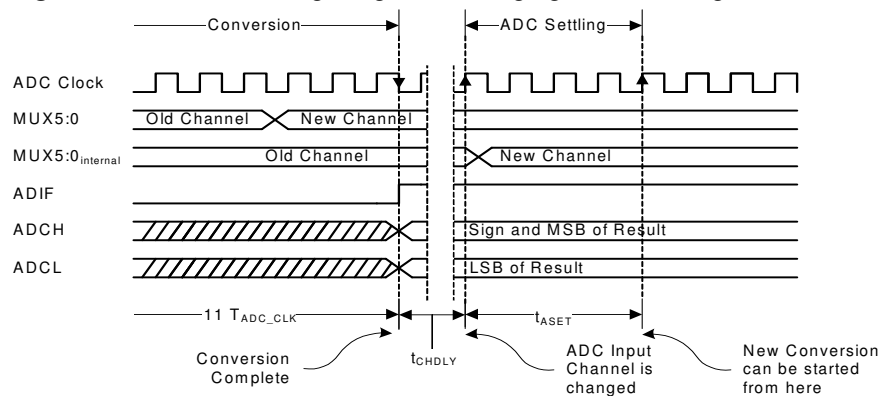 Conversion
ADC Settling
ADC Clock
MUX5:0
Old Channel
New Channel
MUX5:0internal
Old Channel
New Channel
ADIF
ADCH
Sign and MSB of Result
ADCL
LSB of Result
11 TADC_CLK
tCHDLY
tASET
Conversion
Complete
ADC Input
Channel is
changed
New Conversion
can be started
from here